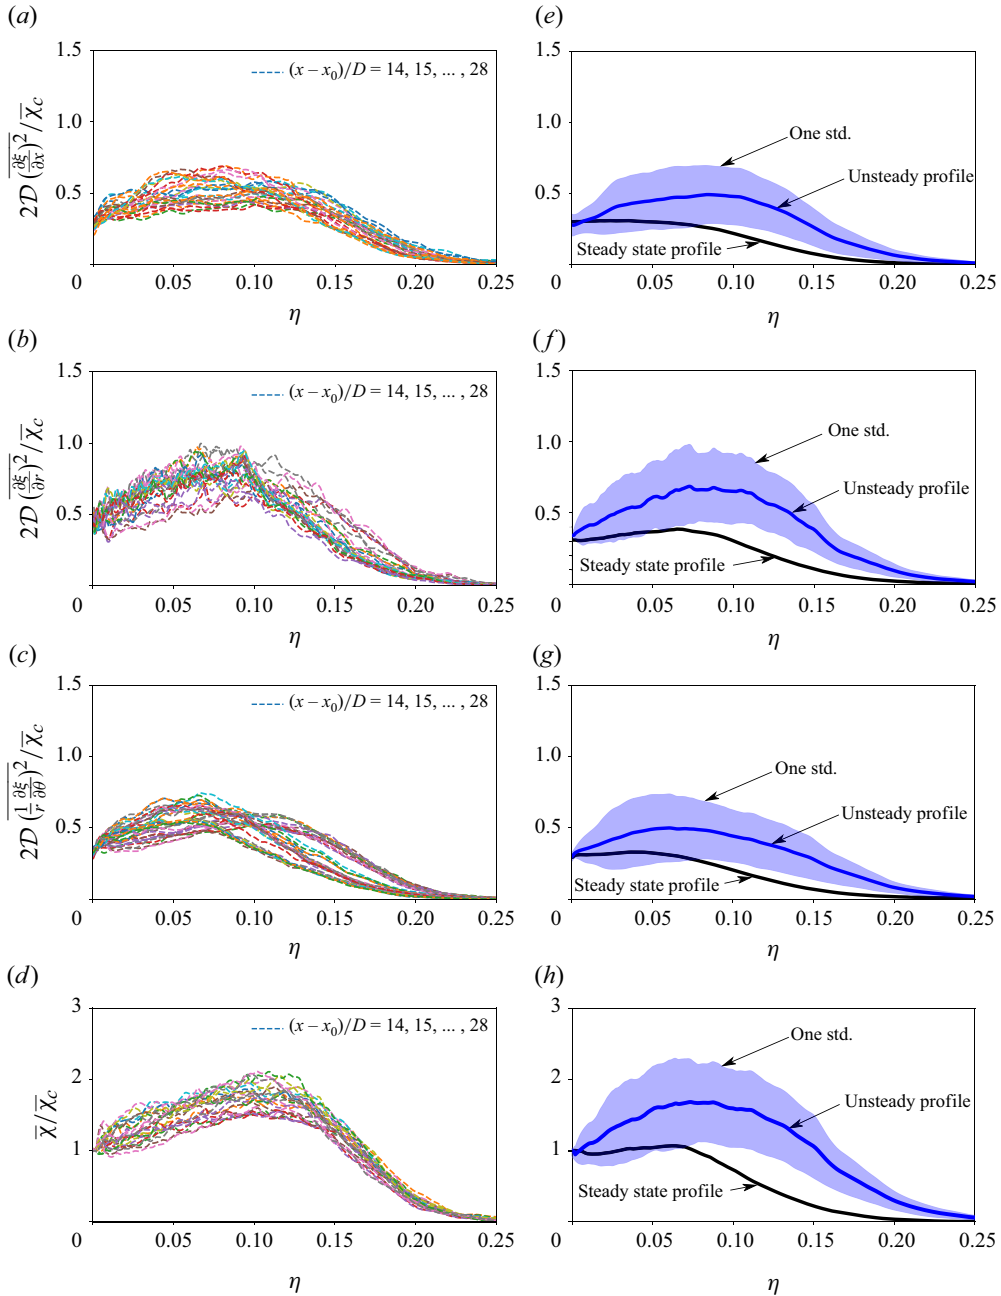 (a)
1.5
1.0
0.5
0
0.05
0.10
0.15
0.20
0.25
η
2D (∂ξ/∂x)² / χ̄c
(x – x0)/D = 14, 15, ... , 28
(e)
1.5
1.0
0.5
0
0.05
0.10
0.15
0.20
0.25
η
One std.
Unsteady profile
Steady state profile
(b)
1.5
1.0
0.5
0.05
0.10
0.15
0.20
0.25
η
2D (∂ξ/∂r)² / χ̄c
(x – x0)/D = 14, 15, ... , 28
(f)
1.5
1.0
0.5
0
0.05
0.10
0.15
0.20
0.25
η
One std.
Unsteady profile
Steady state profile
(c)
1.5
1.0
0.5
0
0.05
0.10
0.15
0.20
0.25
η
2D (1/r ∂ξ/∂θ)² / χ̄c
(x – x0)/D = 14, 15, ... , 28
(g)
1.5
1.0
0.5
0
0.05
0.10
0.15
0.20
0.25
η
One std.
Unsteady profile
Steady state profile
(d)
3
2
1
0
0.05
0.10
0.15
0.20
0.25
η
χ̄/χ̄c
(x – x0)/D = 14, 15, ... , 28
(h)
3
2
1
0
0.05
0.10
0.15
0.20
0.25
η
One std.
Unsteady profile
Steady state profile